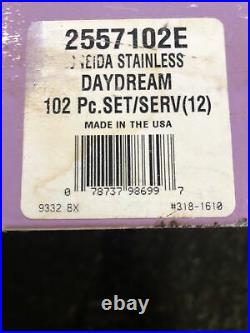 2557102E
NEIDA STAINLESS
DAYDREAM
102 Pc.SET/SERV(12)
MADE IN THE USA
0 78737 98699 7
9332 BX #318-1610